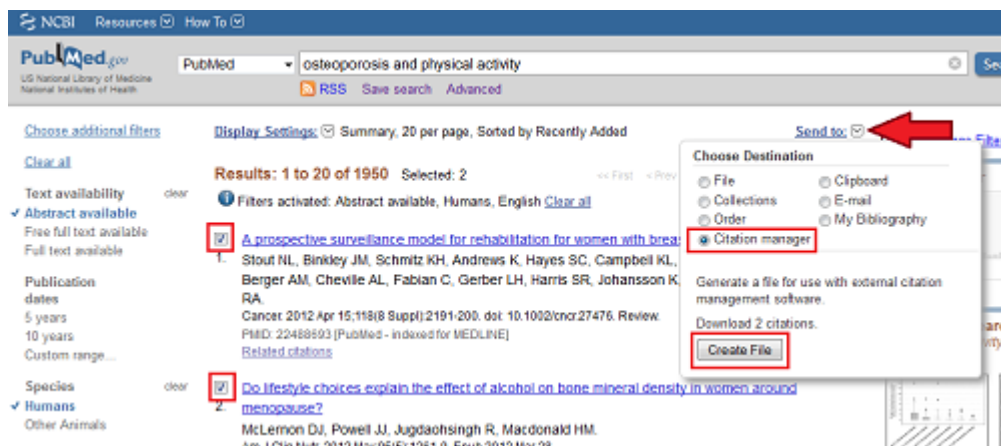 NCBI Resources How To
PubMed.gov
US National Library of Medicine
National Institutes of Health
PubMed
osteoporosis and physical activity
RSS Save search Advanced
Choose additional filters
Clear all
Text availability clear
Abstract available
Free full text available
Full text available
Publication
dates
5 years
10 years
Custom range...
Species clear
Humans
Other Animals
Display Settings: Summary, 20 per page, Sorted by Recently Added
Send to:
Results: 1 to 20 of 1950 Selected: 2
<< First < Prev
Filters activated: Abstract available, Humans, English Clear all
A prospective surveillance model for rehabilitation for women with
1. Stout NL, Binkley JM, Schmitz KH, Andrews K, Hayes SC, Campbell KL,
Berger AM, Cheville AL, Fabian C, Gerber LH, Harris SR, Johansson K,
RA.
Cancer. 2012 Apr 15;118(8 Suppl):2191-200. doi: 10.1002/cncr.27476. Review.
PMID: 22488693 [PubMed - indexed for MEDLINE]
Related citations
Do lifestyle choices explain the effect of alcohol on bone mineral density in women around
2. menopause?
McLernon DJ, Powell JJ, Jugdaohsingh R, Macdonald HM.
Choose Destination
File Clipboard
Collections E-mail
Order My Bibliography
Citation manager
Generate a file for use with external citation
management software.
Download 2 citations.
Create File